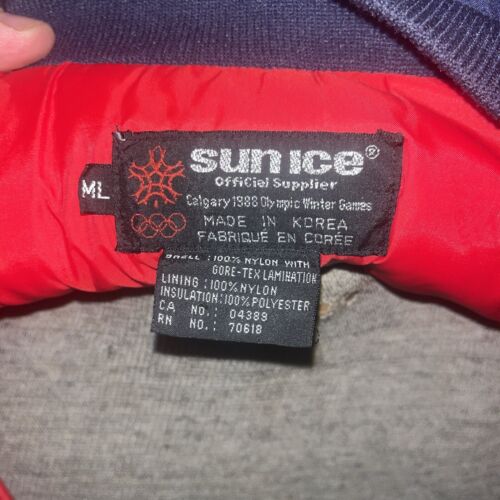 ML
sun ice®
Official Supplier
Calgary 1988 Olympic Winter Games
MADE IN KOREA
FABRIQUÉ EN CORÉE
SHELL : 100% NYLON WITH
GORE-TEX LAMINATION
LINING : 100% NYLON
INSULATION: 100% POLYESTER
CA NO.: 04389
RN NO.: 70618